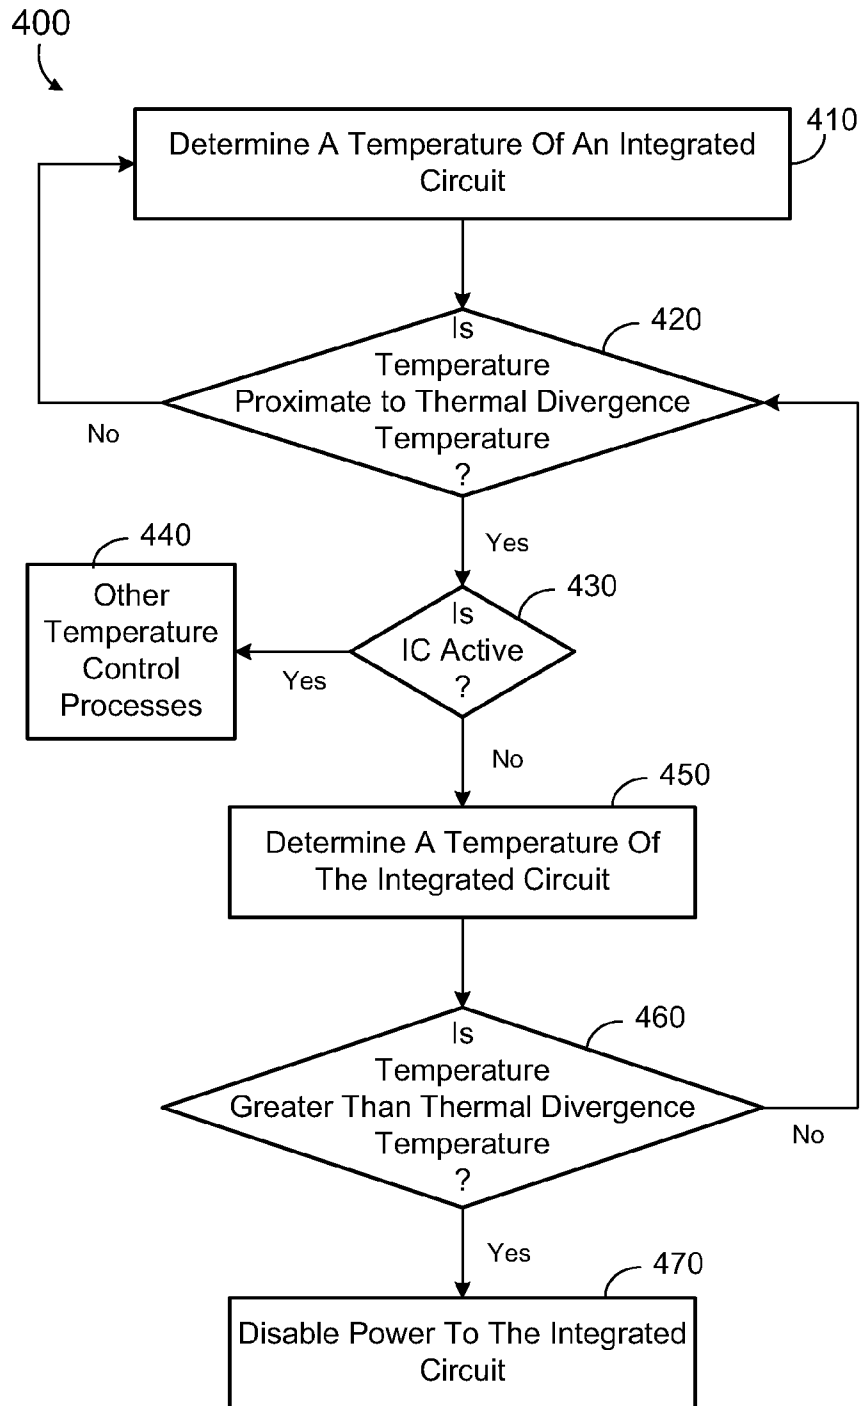 400
Determine A Temperature Of An Integrated
Circuit
410
Is
Temperature
Proximate to Thermal Divergence
Temperature
?
420
No
Yes
440
Other
Temperature
Control
Processes
Is
IC Active
?
430
Yes
No
450
Determine A Temperature Of
The Integrated Circuit
Is
Temperature
Greater Than Thermal Divergence
Temperature
?
460
No
Yes
470
Disable Power To The Integrated
Circuit